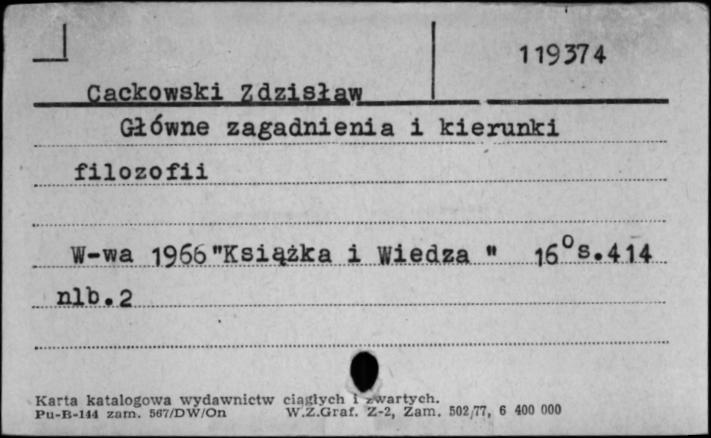 119374
Cackowski Zdzisław
Główne zagadnienia i kierunki
filozofii
W-wa 1966 "Książka i Wiedza " 16⁰ s.414
nlb.2
Karta katalogowa wydawnictw ciągłych i zwartych.
Pu-B-144 zam. 567/DW/On W.Z.Graf. Z-2, Zam. 502/77, 6 400 000